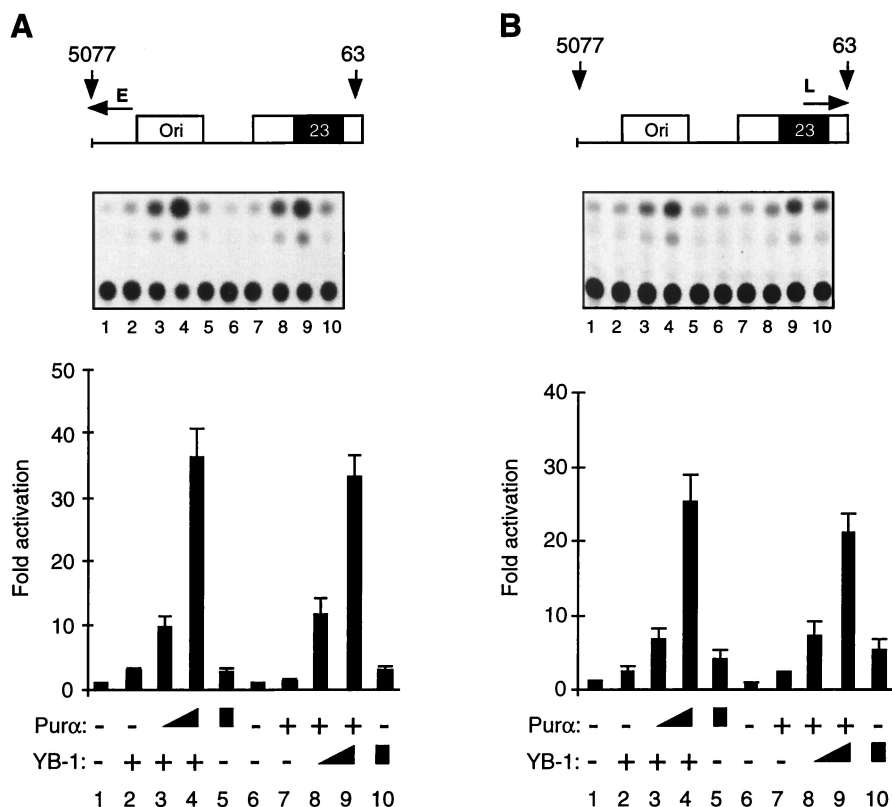 A
5077 63
E
Ori 23
1 2 3 4 5 6 7 8 9 10
50
40
30
20
10
0
Fold activation
Purα: - - - - + + + -
YB-1: - + + + - - -
1 2 3 4 5 6 7 8 9 10
B
5077 63
L
Ori 23
1 2 3 4 5 6 7 8 9 10
40
30
20
10
0
Fold activation
Purα: - - - + + + -
YB-1: - + + + - - -
1 2 3 4 5 6 7 8 9 10